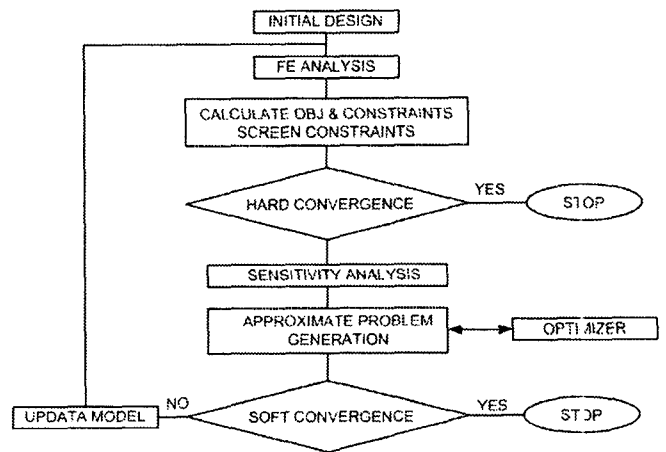 INITIAL DESIGN
FE ANALYSIS
CALCULATE OBJ & CONSTRAINTS
SCREEN CONSTRAINTS
HARD CONVERGENCE
YES
STOP
SENSITIVITY ANALYSIS
APPROXIMATE PROBLEM
GENERATION
OPTIMIZER
UPDATA MODEL
NO
SOFT CONVERGENCE
YES
STOP